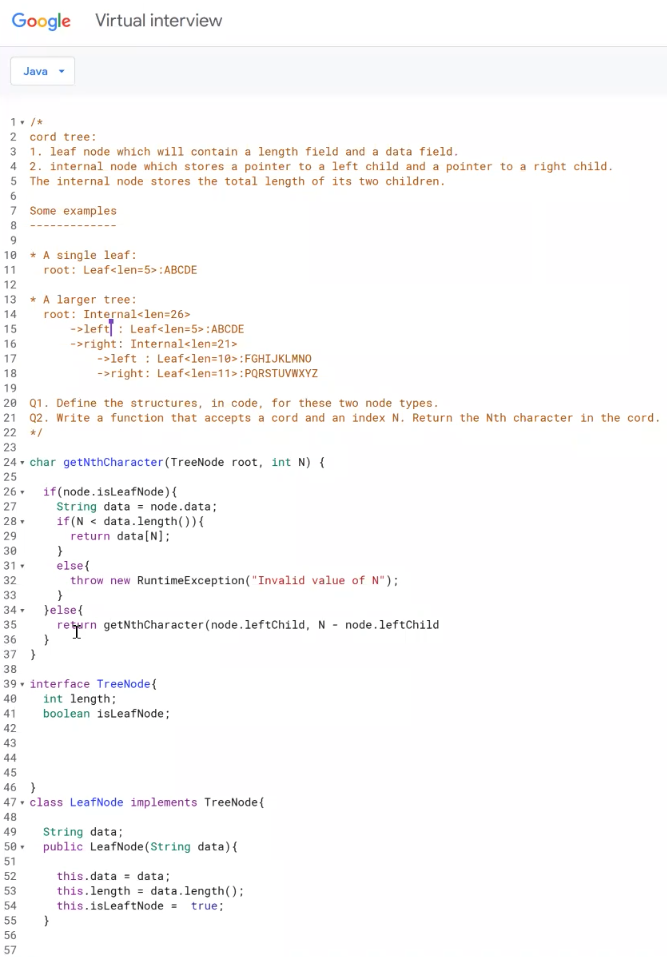 Google Virtual interview
Java
1 /*
2 cord tree:
3 1. leaf node which will contain a length field and a data field.
4 2. internal node which stores a pointer to a left child and a pointer to a right child.
5 The internal node stores the total length of its two children.
6
7 Some examples
8 -------------
9
10 * A single leaf:
11   root: Leaf<len=5>:ABCDE
12
13 * A larger tree:
14   root: Internal<len=26>
15       ->left : Leaf<len=5>:ABCDE
16       ->right: Internal<len=21>
17           ->left : Leaf<len=10>:FGHIJKLMNO
18           ->right: Leaf<len=11>:PQRSTUVWXYZ
19
20 Q1. Define the structures, in code, for these two node types.
21 Q2. Write a function that accepts a cord and an index N. Return the Nth character in the cord.
22 */
23
24 char getNthCharacter(TreeNode root, int N) {
25
26   if(node.isLeafNode){
27     String data = node.data;
28     if(N < data.length()){
29       return data[N];
30     }
31     else{
32       throw new RuntimeException("Invalid value of N");
33     }
34   }else{
35     return getNthCharacter(node.leftChild, N - node.leftChild
36   }
37 }
38
39 interface TreeNode{
40   int length;
41   boolean isLeafNode;
42
43
44
45
46 }
47 class LeafNode implements TreeNode{
48
49   String data;
50   public LeafNode(String data){
51
52     this.data = data;
53     this.length = data.length();
54     this.isLeaftNode =  true;
55   }
56
57